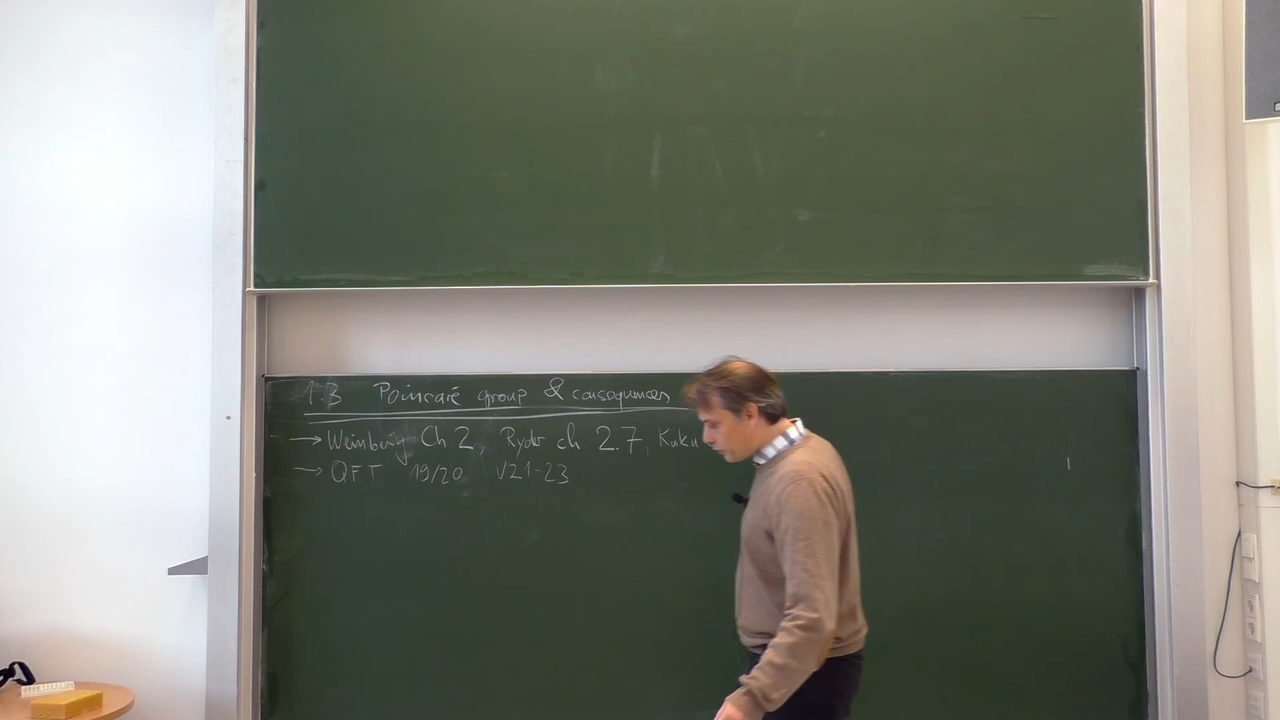 1.3 Poincaré group & consequences
→ Weinberg Ch 2, Ryder ch 2.7, Kaku
→ QFT 19/20 V21-23